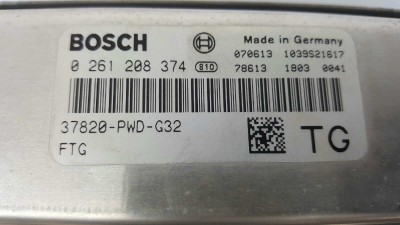 BOSCH
Made in Germany
070613 1039S21617
0 261 208 374 810 78613 1803 0041
37820-PWD-G32
FTG
TG